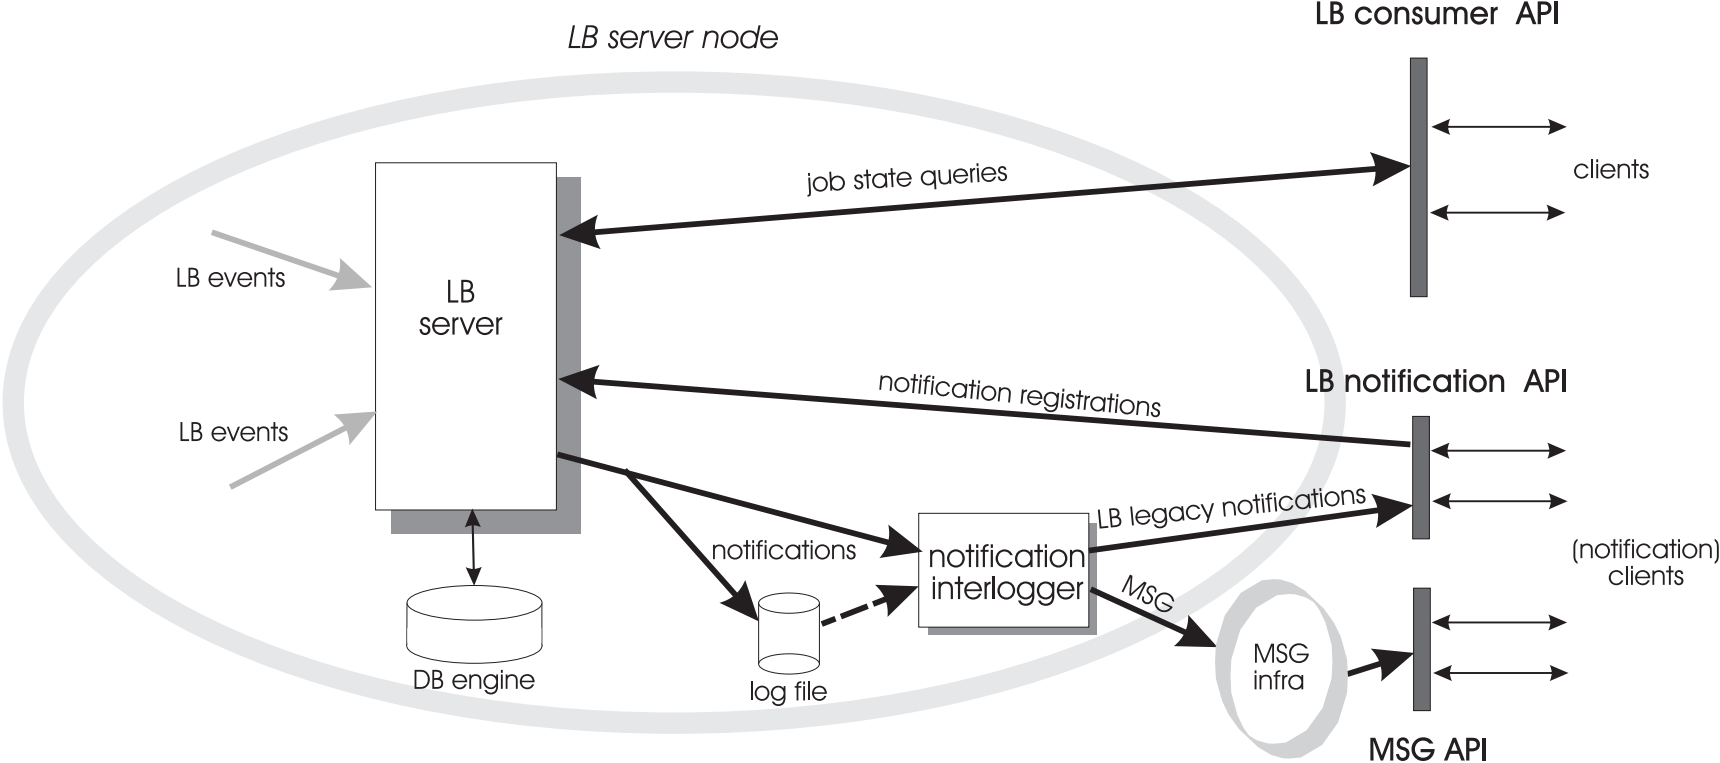 LB consumer API
LB server node
job state queries
clients
LB events
LB
server
notification registrations
LB notification API
LB events
LB legacy notifications
notifications
notification
interlogger
(notification)
clients
MSG
MSG
infra
DB engine
log file
MSG API